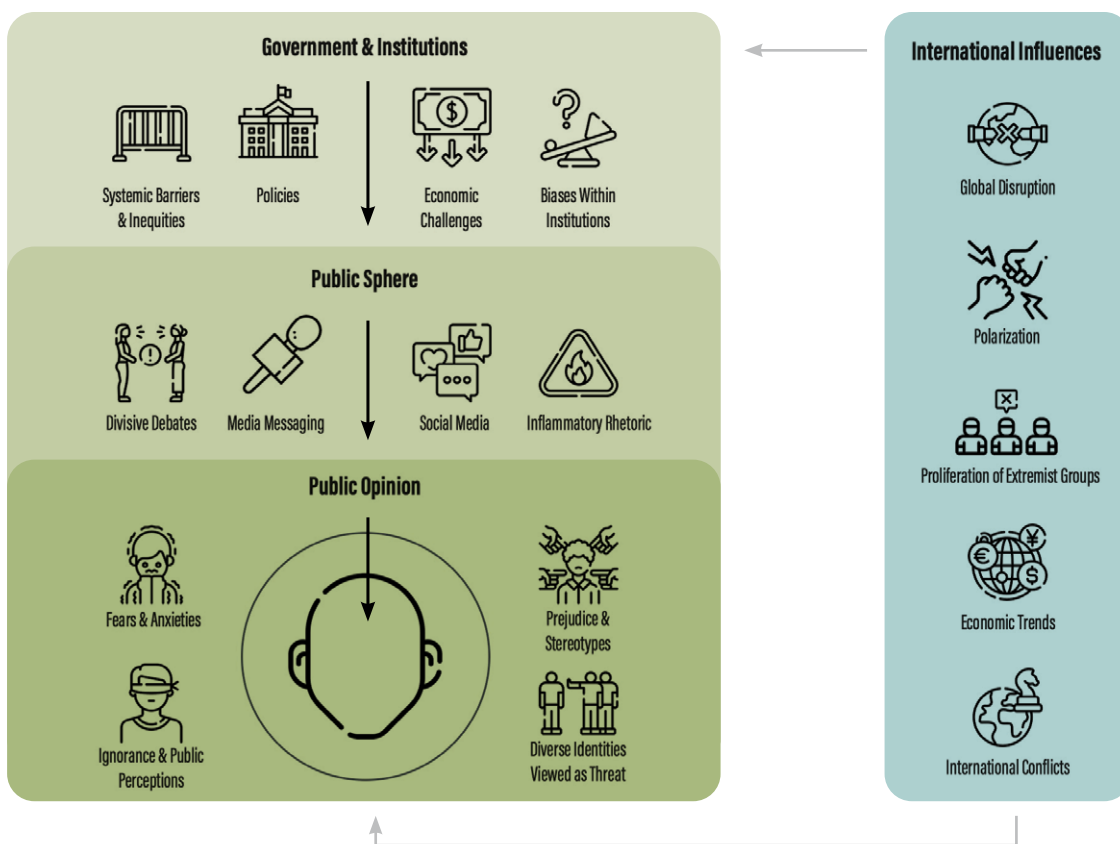 Government & Institutions
Systemic Barriers
& Inequities
Policies
Economic
Challenges
Biases Within
Institutions
Public Sphere
Divisive Debates
Media Messaging
Social Media
Inflammatory Rhetoric
Public Opinion
Fears & Anxieties
Prejudice &
Stereotypes
Ignorance & Public
Perceptions
Diverse Identities
Viewed as Threat
International Influences
Global Disruption
Polarization
Proliferation of Extremist Groups
Economic Trends
International Conflicts